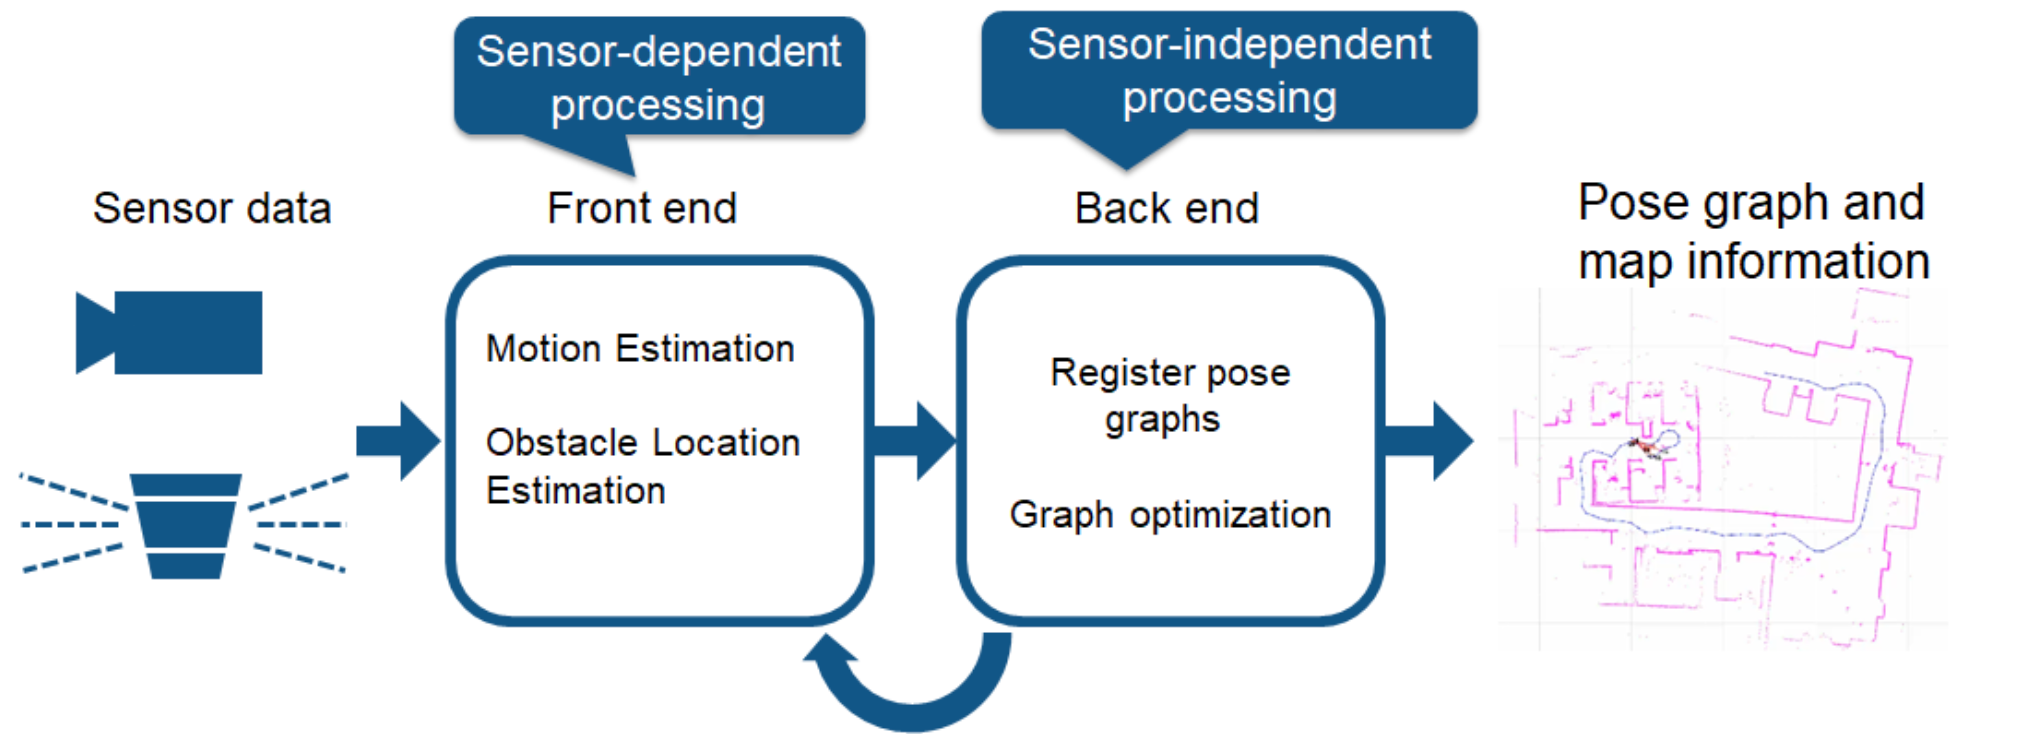 Sensor-dependent
processing
Sensor-independent
processing
Sensor data
Front end
Back end
Pose graph and
map information
Motion Estimation
Obstacle Location
Estimation
Register pose
graphs
Graph optimization